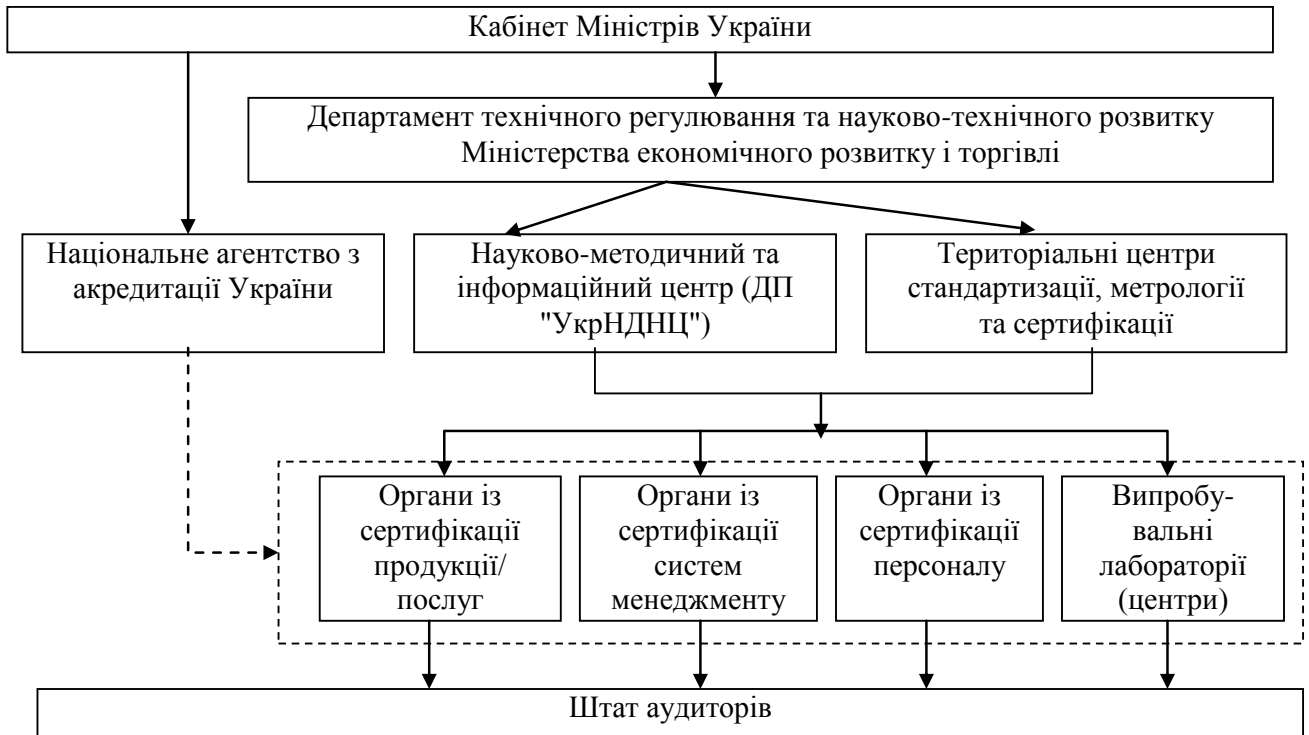 Кабінет Міністрів України
Департамент технічного регулювання та науково-технічного розвитку
Міністерства економічного розвитку і торгівлі
Національне агентство з
акредитації України
Науково-методичний та
інформаційний центр (ДП
"УкрНДНЦ")
Територіальні центри
стандартизації, метрології
та сертифікації
Органи із
сертифікації
продукції/
послуг
Органи із
сертифікації
систем
менеджменту
Органи із
сертифікації
персоналу
Випробу-
вальні
лабораторії
(центри)
Штат аудиторів